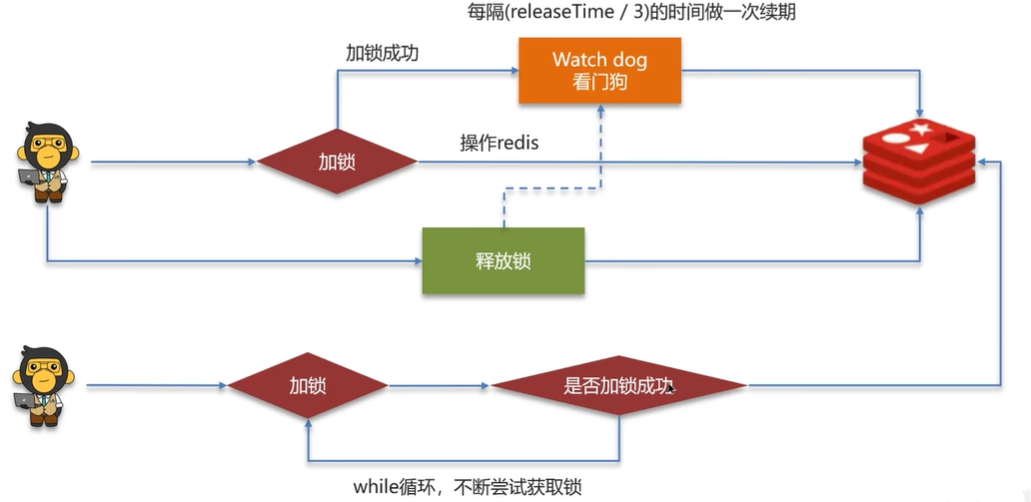 每隔(releaseTime / 3)的时间做一次续期
加锁成功
Watch dog
看门狗
加锁
操作redis
释放锁
加锁
是否加锁成功
while循环，不断尝试获取锁